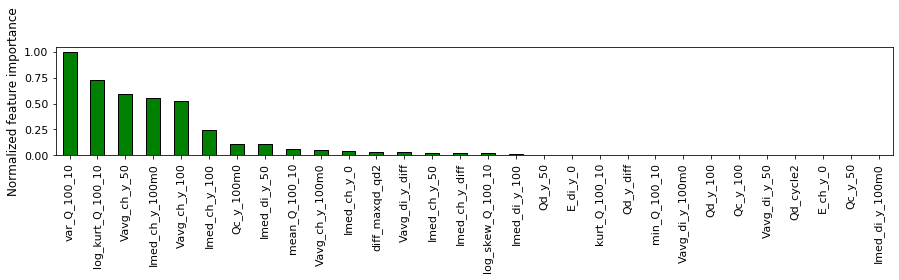 Normalized feature importance
1.00
0.75
0.50
0.25
0.00
var_Q_100_10
log_kurt_Q_100_10
Vavg_ch_y_50
Imed_ch_y_100m0
Vavg_ch_y_100
Imed_ch_y_100
Qc_y_100m0
Imed_di_y_50
mean_Q_100_10
Vavg_ch_y_100m0
Imed_ch_y_0
diff_maxqd_qd2
Vavg_di_y_diff
Imed_ch_y_50
Imed_ch_y_diff
log_skew_Q_100_10
Imed_di_y_100
Qd_y_50
E_di_y_0
kurt_Q_100_10
Qd_y_diff
min_Q_100_10
Vavg_di_y_100m0
Qd_y_100
Qc_y_100
Vavg_di_y_50
Qd_cycle2
E_ch_y_0
Qc_y_50
Imed_di_y_100m0